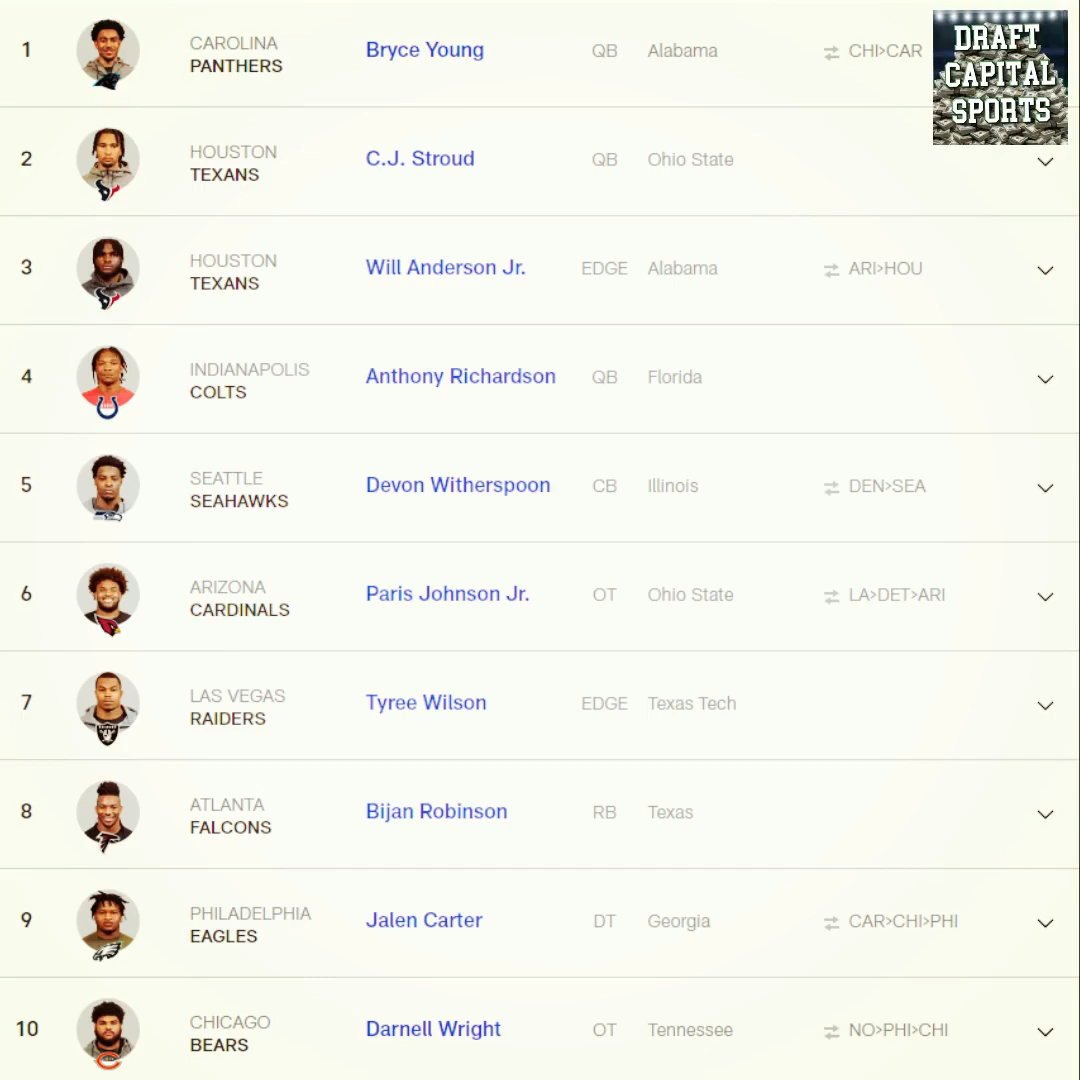 1 CAROLINA PANTHERS Bryce Young QB Alabama CHI>CAR
DRAFT
CAPITAL
SPORTS
2 HOUSTON TEXANS C.J. Stroud QB Ohio State
3 HOUSTON TEXANS Will Anderson Jr. EDGE Alabama ARI>HOU
4 INDIANAPOLIS COLTS Anthony Richardson QB Florida
5 SEATTLE SEAHAWKS Devon Witherspoon CB Illinois DEN>SEA
6 ARIZONA CARDINALS Paris Johnson Jr. OT Ohio State LA>DET>ARI
7 LAS VEGAS RAIDERS Tyree Wilson EDGE Texas Tech
8 ATLANTA FALCONS Bijan Robinson RB Texas
9 PHILADELPHIA EAGLES Jalen Carter DT Georgia CAR>CHI>PHI
10 CHICAGO BEARS Darnell Wright OT Tennessee NO>PHI>CHI